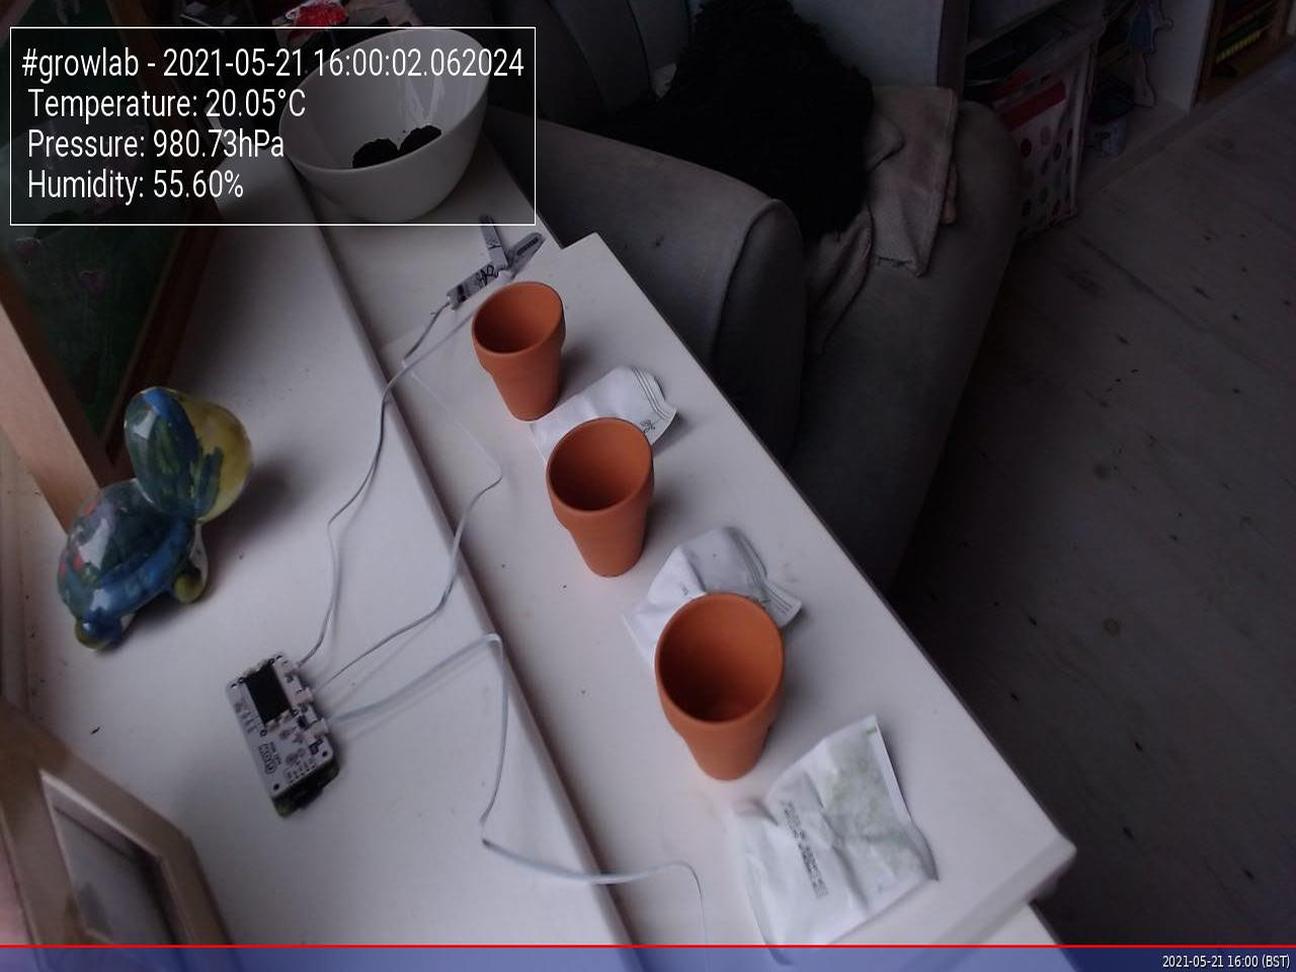 #growlab - 2021-05-21 16:00:02.062024
Temperature: 20.05°C
Pressure: 980.73hPa
Humidity: 55.60%
2021-05-21 16:00 (BST)